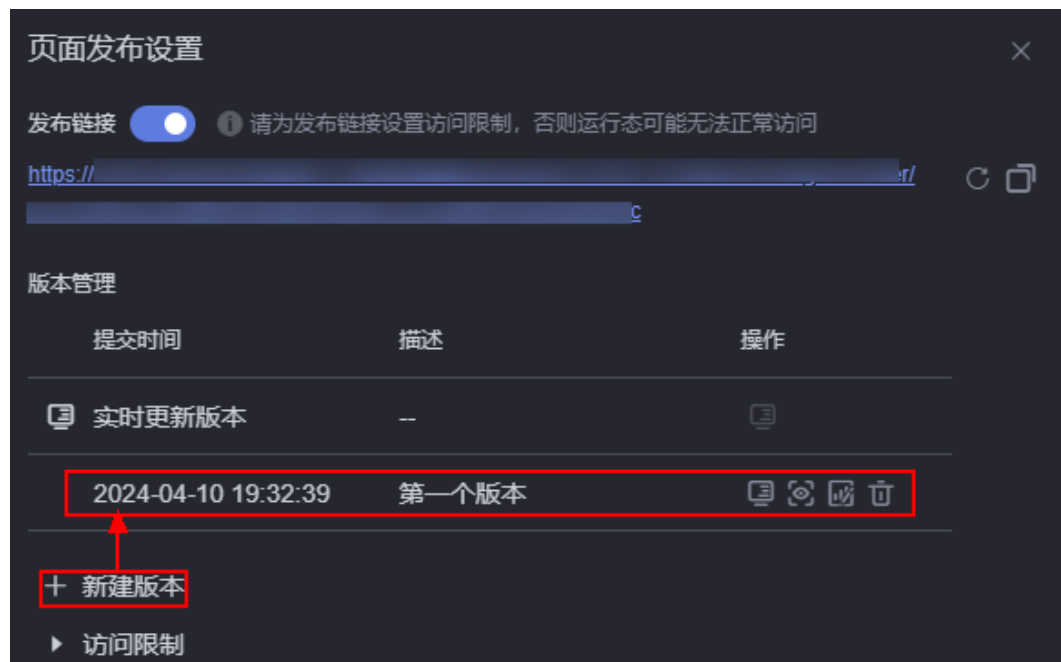 页面发布设置
发布链接 请为发布链接设置访问限制，否则运行态可能无法正常访问
https:// r/
c
版本管理
提交时间 描述 操作
实时更新版本 --
2024-04-10 19:32:39 第一个版本
+ 新建版本
访问限制